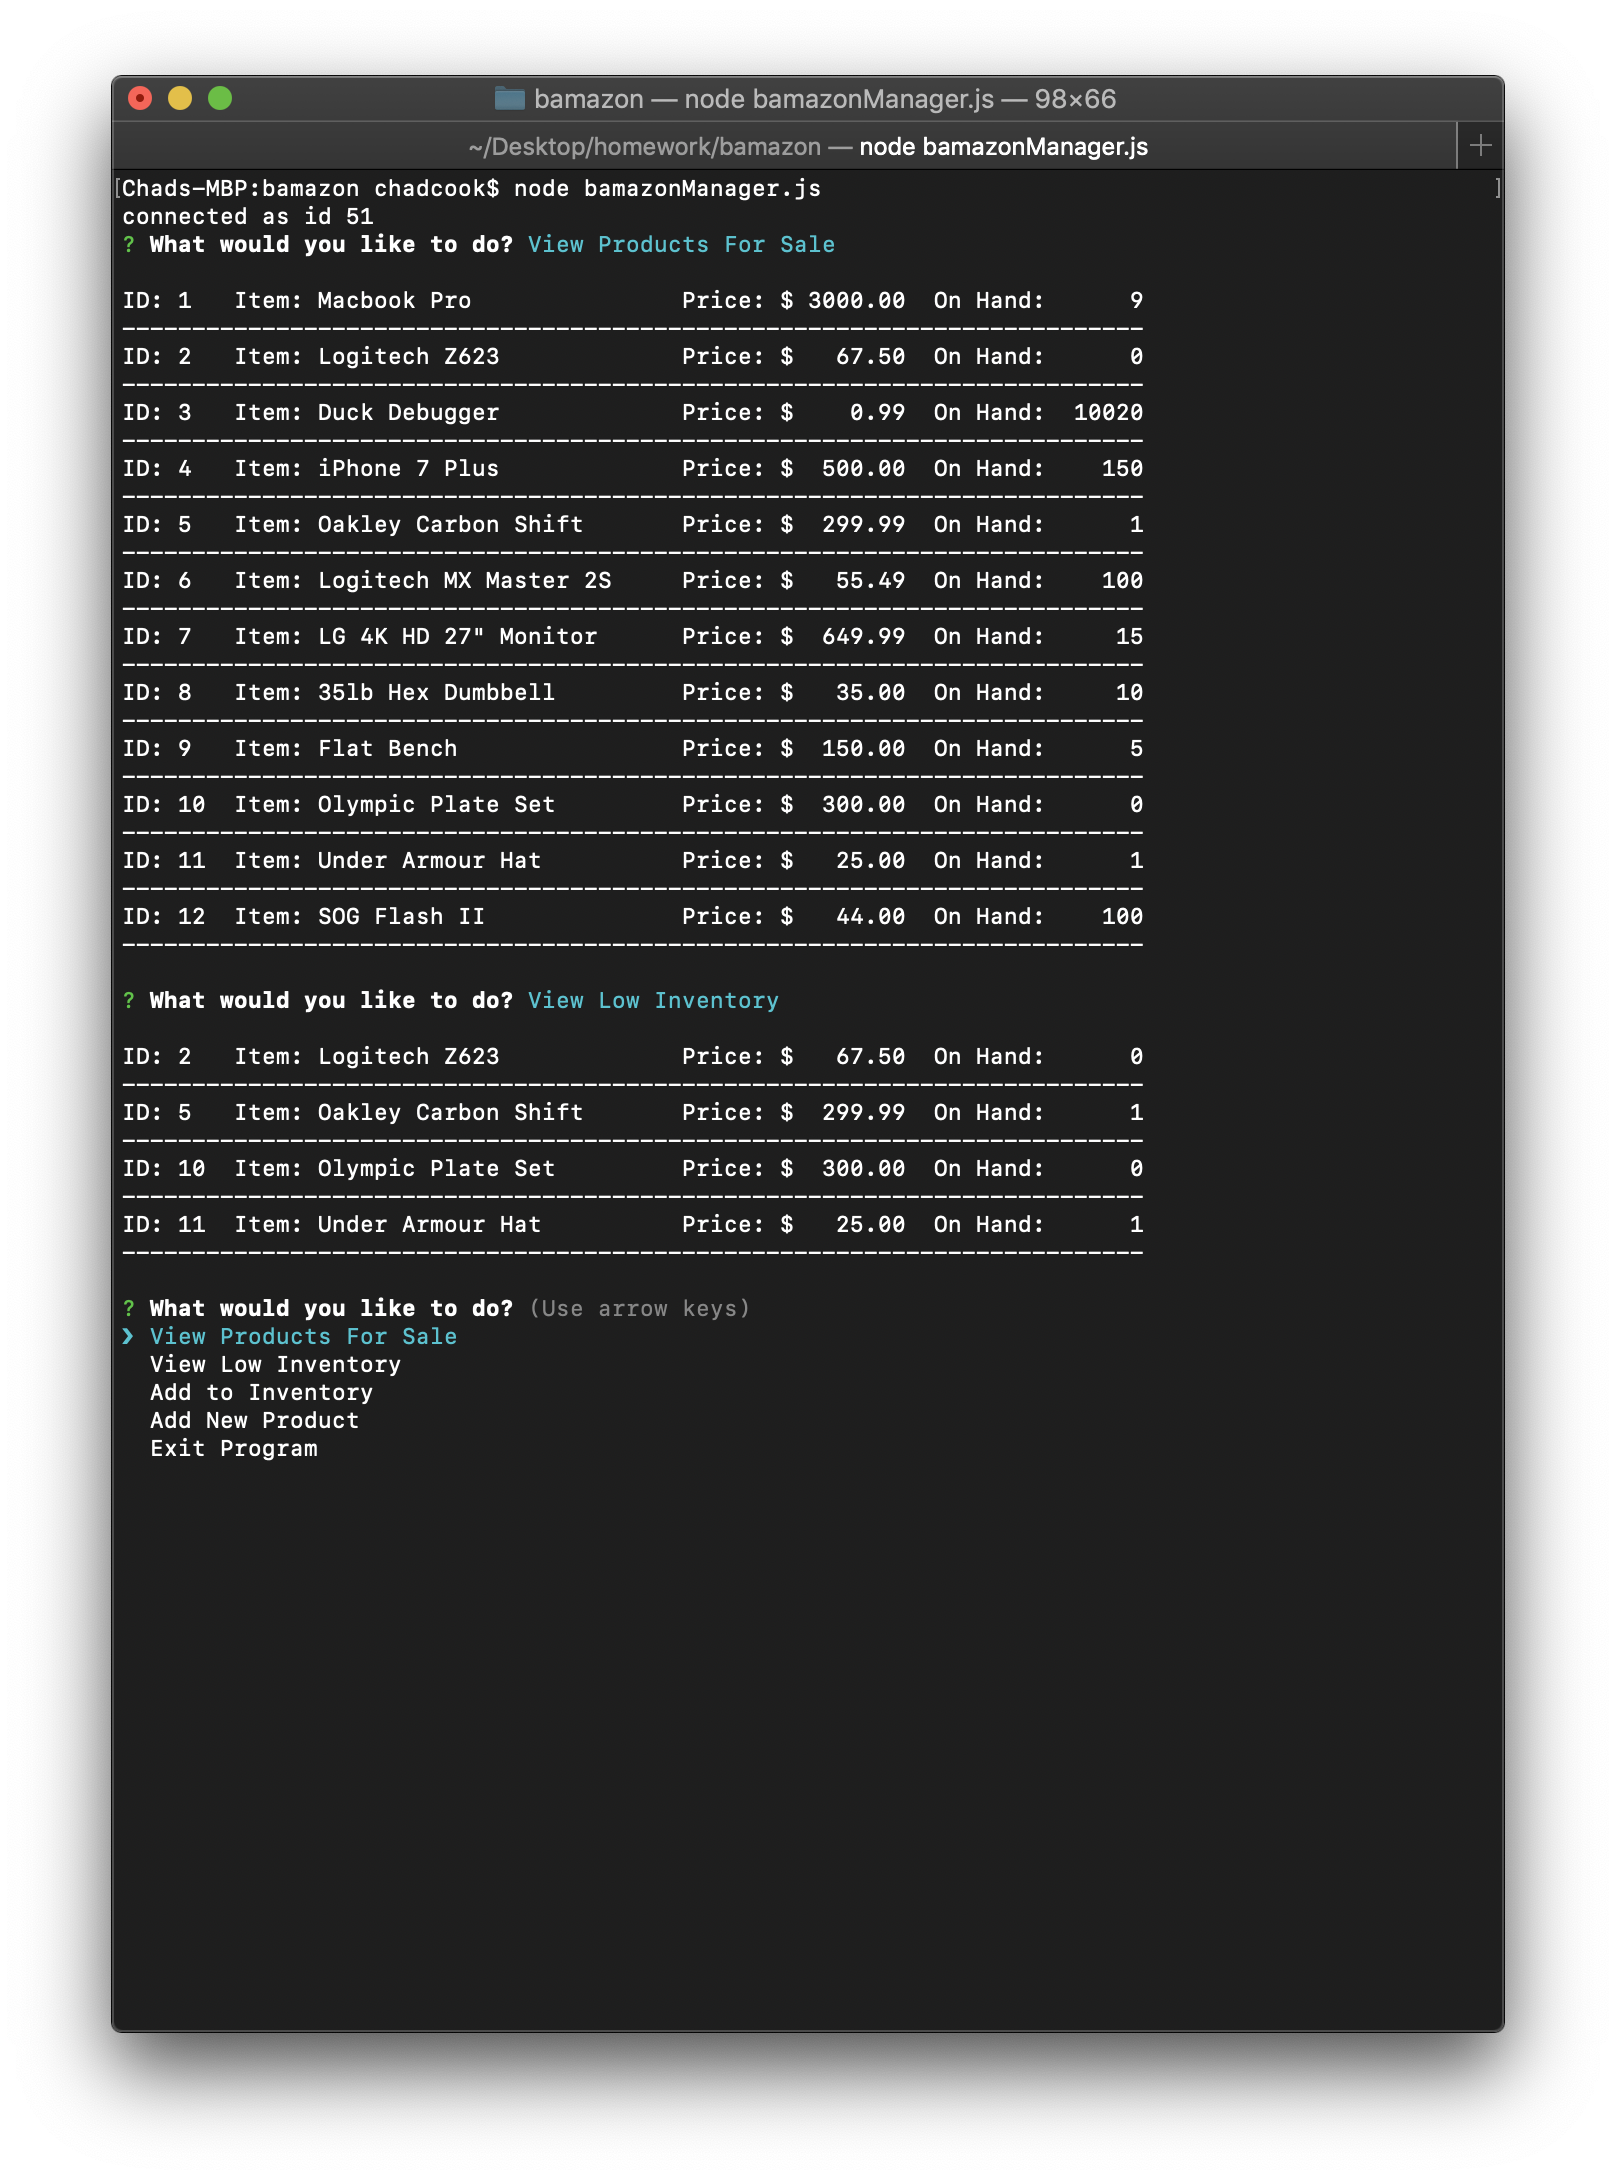 bamazon — node bamazonManager.js — 98×66
~/Desktop/homework/bamazon — node bamazonManager.js
[Chads-MBP:bamazon chadcook$ node bamazonManager.js ]
connected as id 51
? What would you like to do? View Products For Sale
ID: 1   Item: Macbook Pro               Price: $ 3000.00  On Hand:      9
-------------------------------------------------------------------------
ID: 2   Item: Logitech Z623             Price: $   67.50  On Hand:      0
-------------------------------------------------------------------------
ID: 3   Item: Duck Debugger             Price: $    0.99  On Hand:  10020
-------------------------------------------------------------------------
ID: 4   Item: iPhone 7 Plus             Price: $  500.00  On Hand:    150
-------------------------------------------------------------------------
ID: 5   Item: Oakley Carbon Shift       Price: $  299.99  On Hand:      1
-------------------------------------------------------------------------
ID: 6   Item: Logitech MX Master 2S     Price: $   55.49  On Hand:    100
-------------------------------------------------------------------------
ID: 7   Item: LG 4K HD 27" Monitor      Price: $  649.99  On Hand:     15
-------------------------------------------------------------------------
ID: 8   Item: 35lb Hex Dumbbell         Price: $   35.00  On Hand:     10
-------------------------------------------------------------------------
ID: 9   Item: Flat Bench                Price: $  150.00  On Hand:      5
-------------------------------------------------------------------------
ID: 10  Item: Olympic Plate Set         Price: $  300.00  On Hand:      0
-------------------------------------------------------------------------
ID: 11  Item: Under Armour Hat          Price: $   25.00  On Hand:      1
-------------------------------------------------------------------------
ID: 12  Item: SOG Flash II              Price: $   44.00  On Hand:    100
-------------------------------------------------------------------------
? What would you like to do? View Low Inventory
ID: 2   Item: Logitech Z623             Price: $   67.50  On Hand:      0
-------------------------------------------------------------------------
ID: 5   Item: Oakley Carbon Shift       Price: $  299.99  On Hand:      1
-------------------------------------------------------------------------
ID: 10  Item: Olympic Plate Set         Price: $  300.00  On Hand:      0
-------------------------------------------------------------------------
ID: 11  Item: Under Armour Hat          Price: $   25.00  On Hand:      1
-------------------------------------------------------------------------
? What would you like to do? (Use arrow keys)
❯ View Products For Sale
  View Low Inventory
  Add to Inventory
  Add New Product
  Exit Program